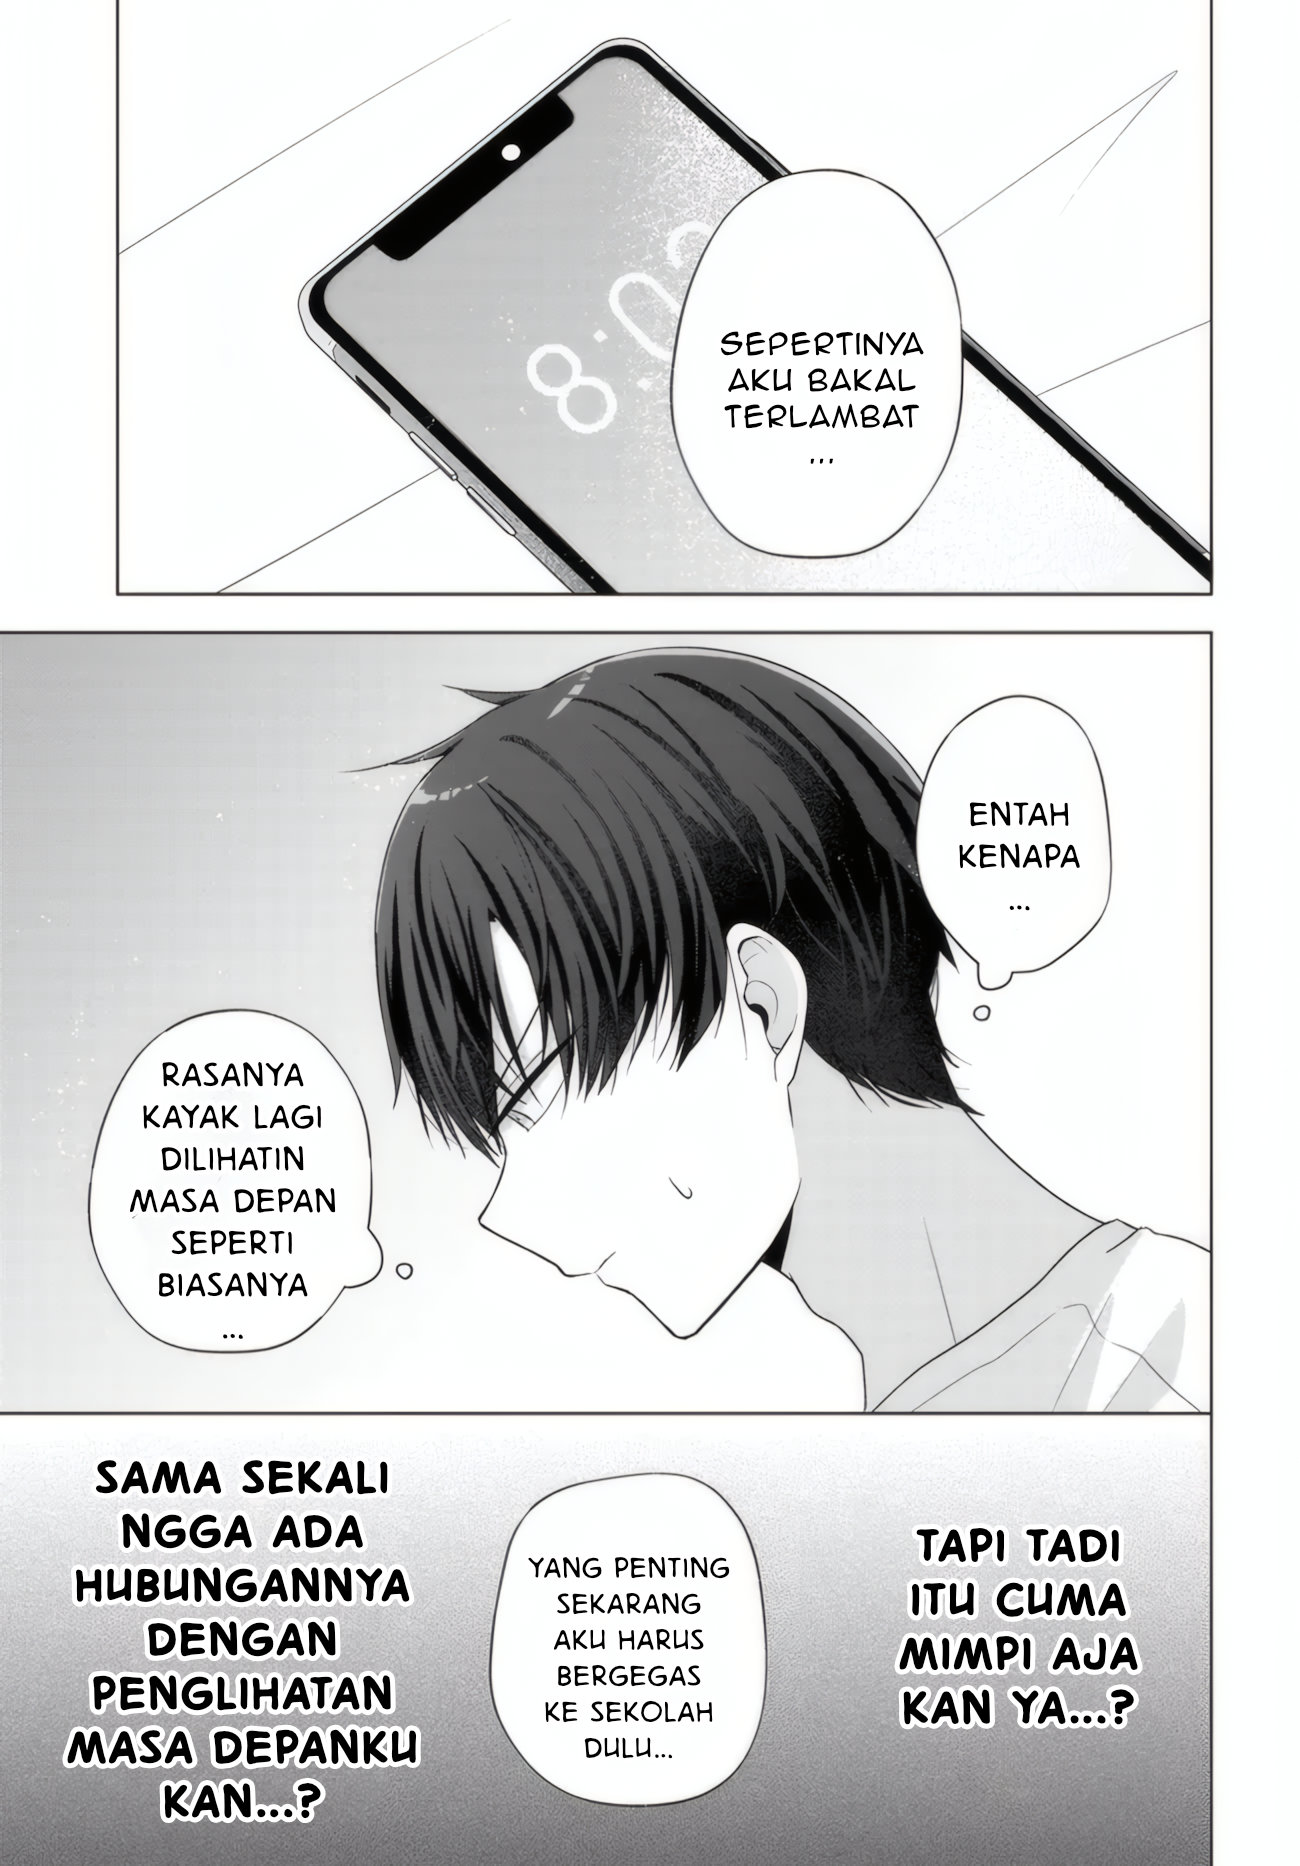 8:02
SEPERTINYA
AKU BAKAL
TERLAMBAT
...
ENTAH
KENAPA
...
RASANYA
KAYAK LAGI
DILIHATIN
MASA DEPAN
SEPERTI
BIASANYA
...
TAPI TADI
ITU CUMA
MIMPI AJA
KAN YA...?
YANG PENTING
SEKARANG
AKU HARUS
BERGEGAS
KE SEKOLAH
DULU...
SAMA SEKALI
NGGA ADA
HUBUNGANNYA
DENGAN
PENGLIHATAN
MASA DEPANKU
KAN...?